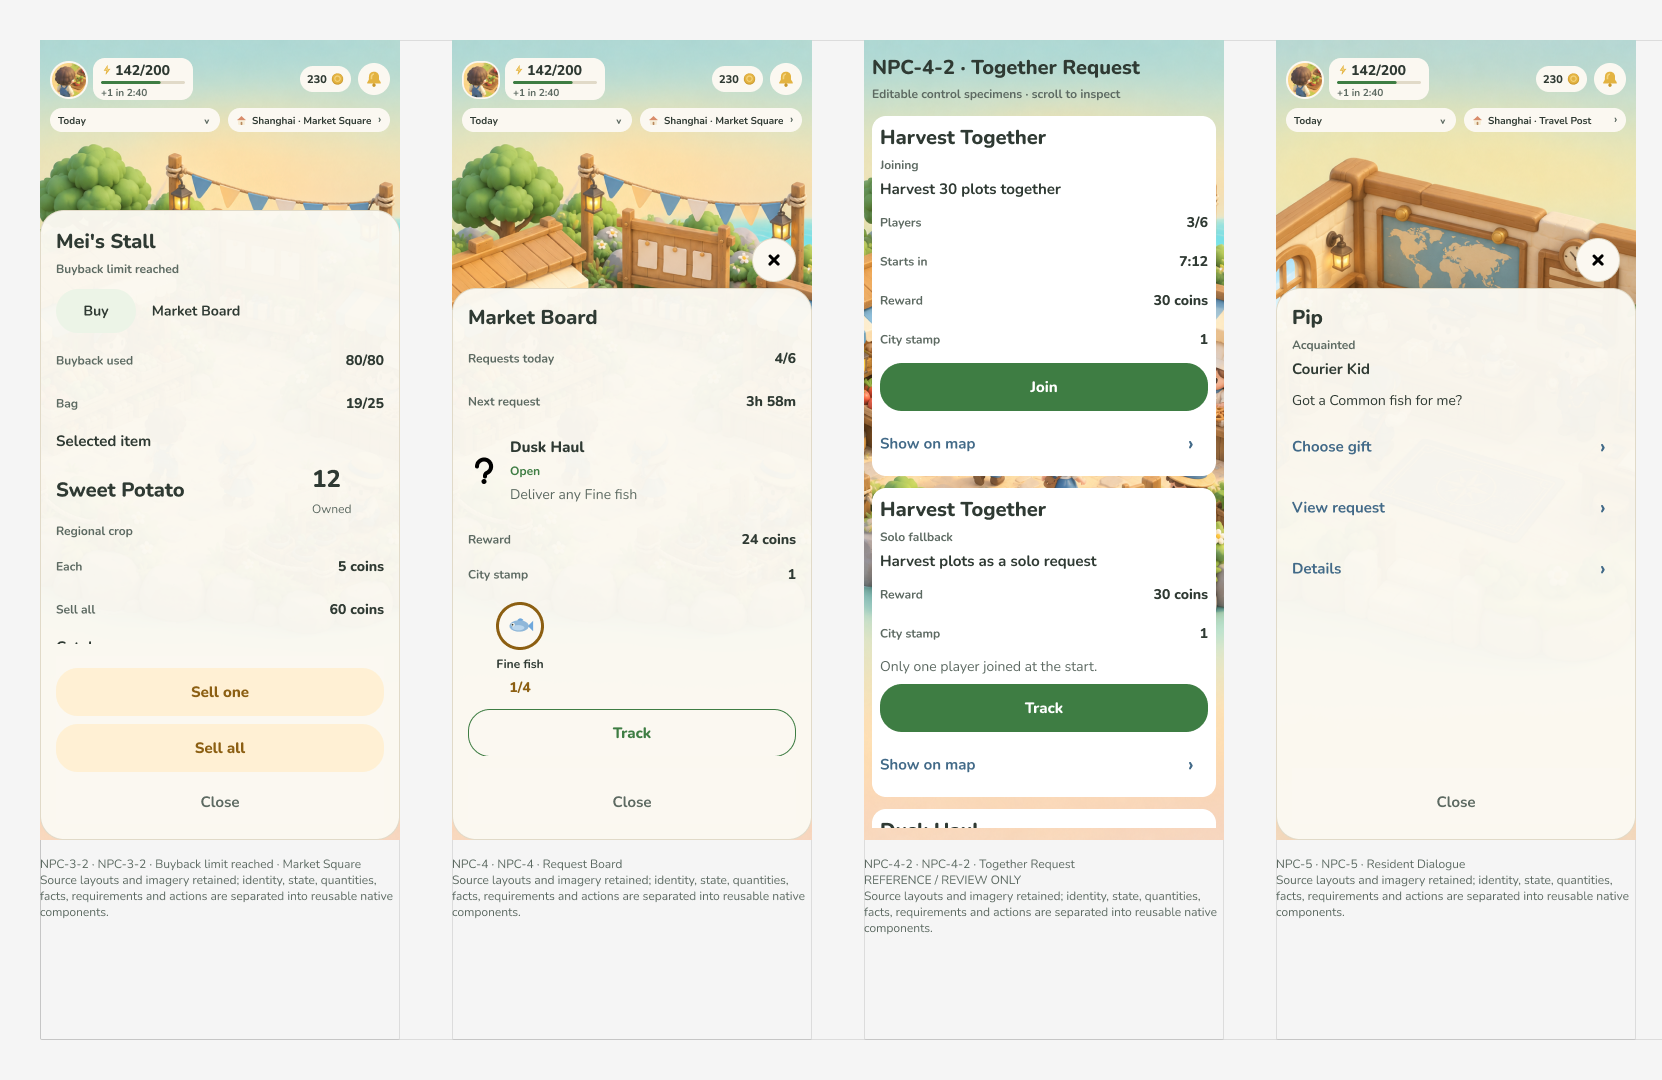 142/200
+1 in 2:40
230
Today
Shanghai · Market Square
Mei's Stall
Buyback limit reached
Buy
Market Board
Buyback used
80/80
Bag
19/25
Selected item
Sweet Potato
12
Owned
Regional crop
Each
5 coins
Sell all
60 coins
Sell one
Sell all
Close
NPC-3-2 · NPC-3-2 · Buyback limit reached · Market Square
Source layouts and imagery retained; identity, state, quantities,
facts, requirements and actions are separated into reusable native
components.
142/200
+1 in 2:40
230
Today
Shanghai · Market Square
Market Board
Requests today
4/6
Next request
3h 58m
?
Dusk Haul
Open
Deliver any Fine fish
Reward
24 coins
City stamp
1
Fine fish
1/4
Track
Close
NPC-4 · NPC-4 · Request Board
Source layouts and imagery retained; identity, state, quantities,
facts, requirements and actions are separated into reusable native
components.
NPC-4-2 · Together Request
Editable control specimens · scroll to inspect
Harvest Together
Joining
Harvest 30 plots together
Players
3/6
Starts in
7:12
Reward
30 coins
City stamp
1
Join
Show on map
Harvest Together
Solo fallback
Harvest plots as a solo request
Reward
30 coins
City stamp
1
Only one player joined at the start.
Track
Show on map
Dusk Haul
NPC-4-2 · NPC-4-2 · Together Request
REFERENCE / REVIEW ONLY
Source layouts and imagery retained; identity, state, quantities,
facts, requirements and actions are separated into reusable native
components.
142/200
+1 in 2:40
230
Today
Shanghai · Travel Post
Pip
Acquainted
Courier Kid
Got a Common fish for me?
Choose gift
View request
Details
Close
NPC-5 · NPC-5 · Resident Dialogue
Source layouts and imagery retained; identity, state, quantities,
facts, requirements and actions are separated into reusable native
components.